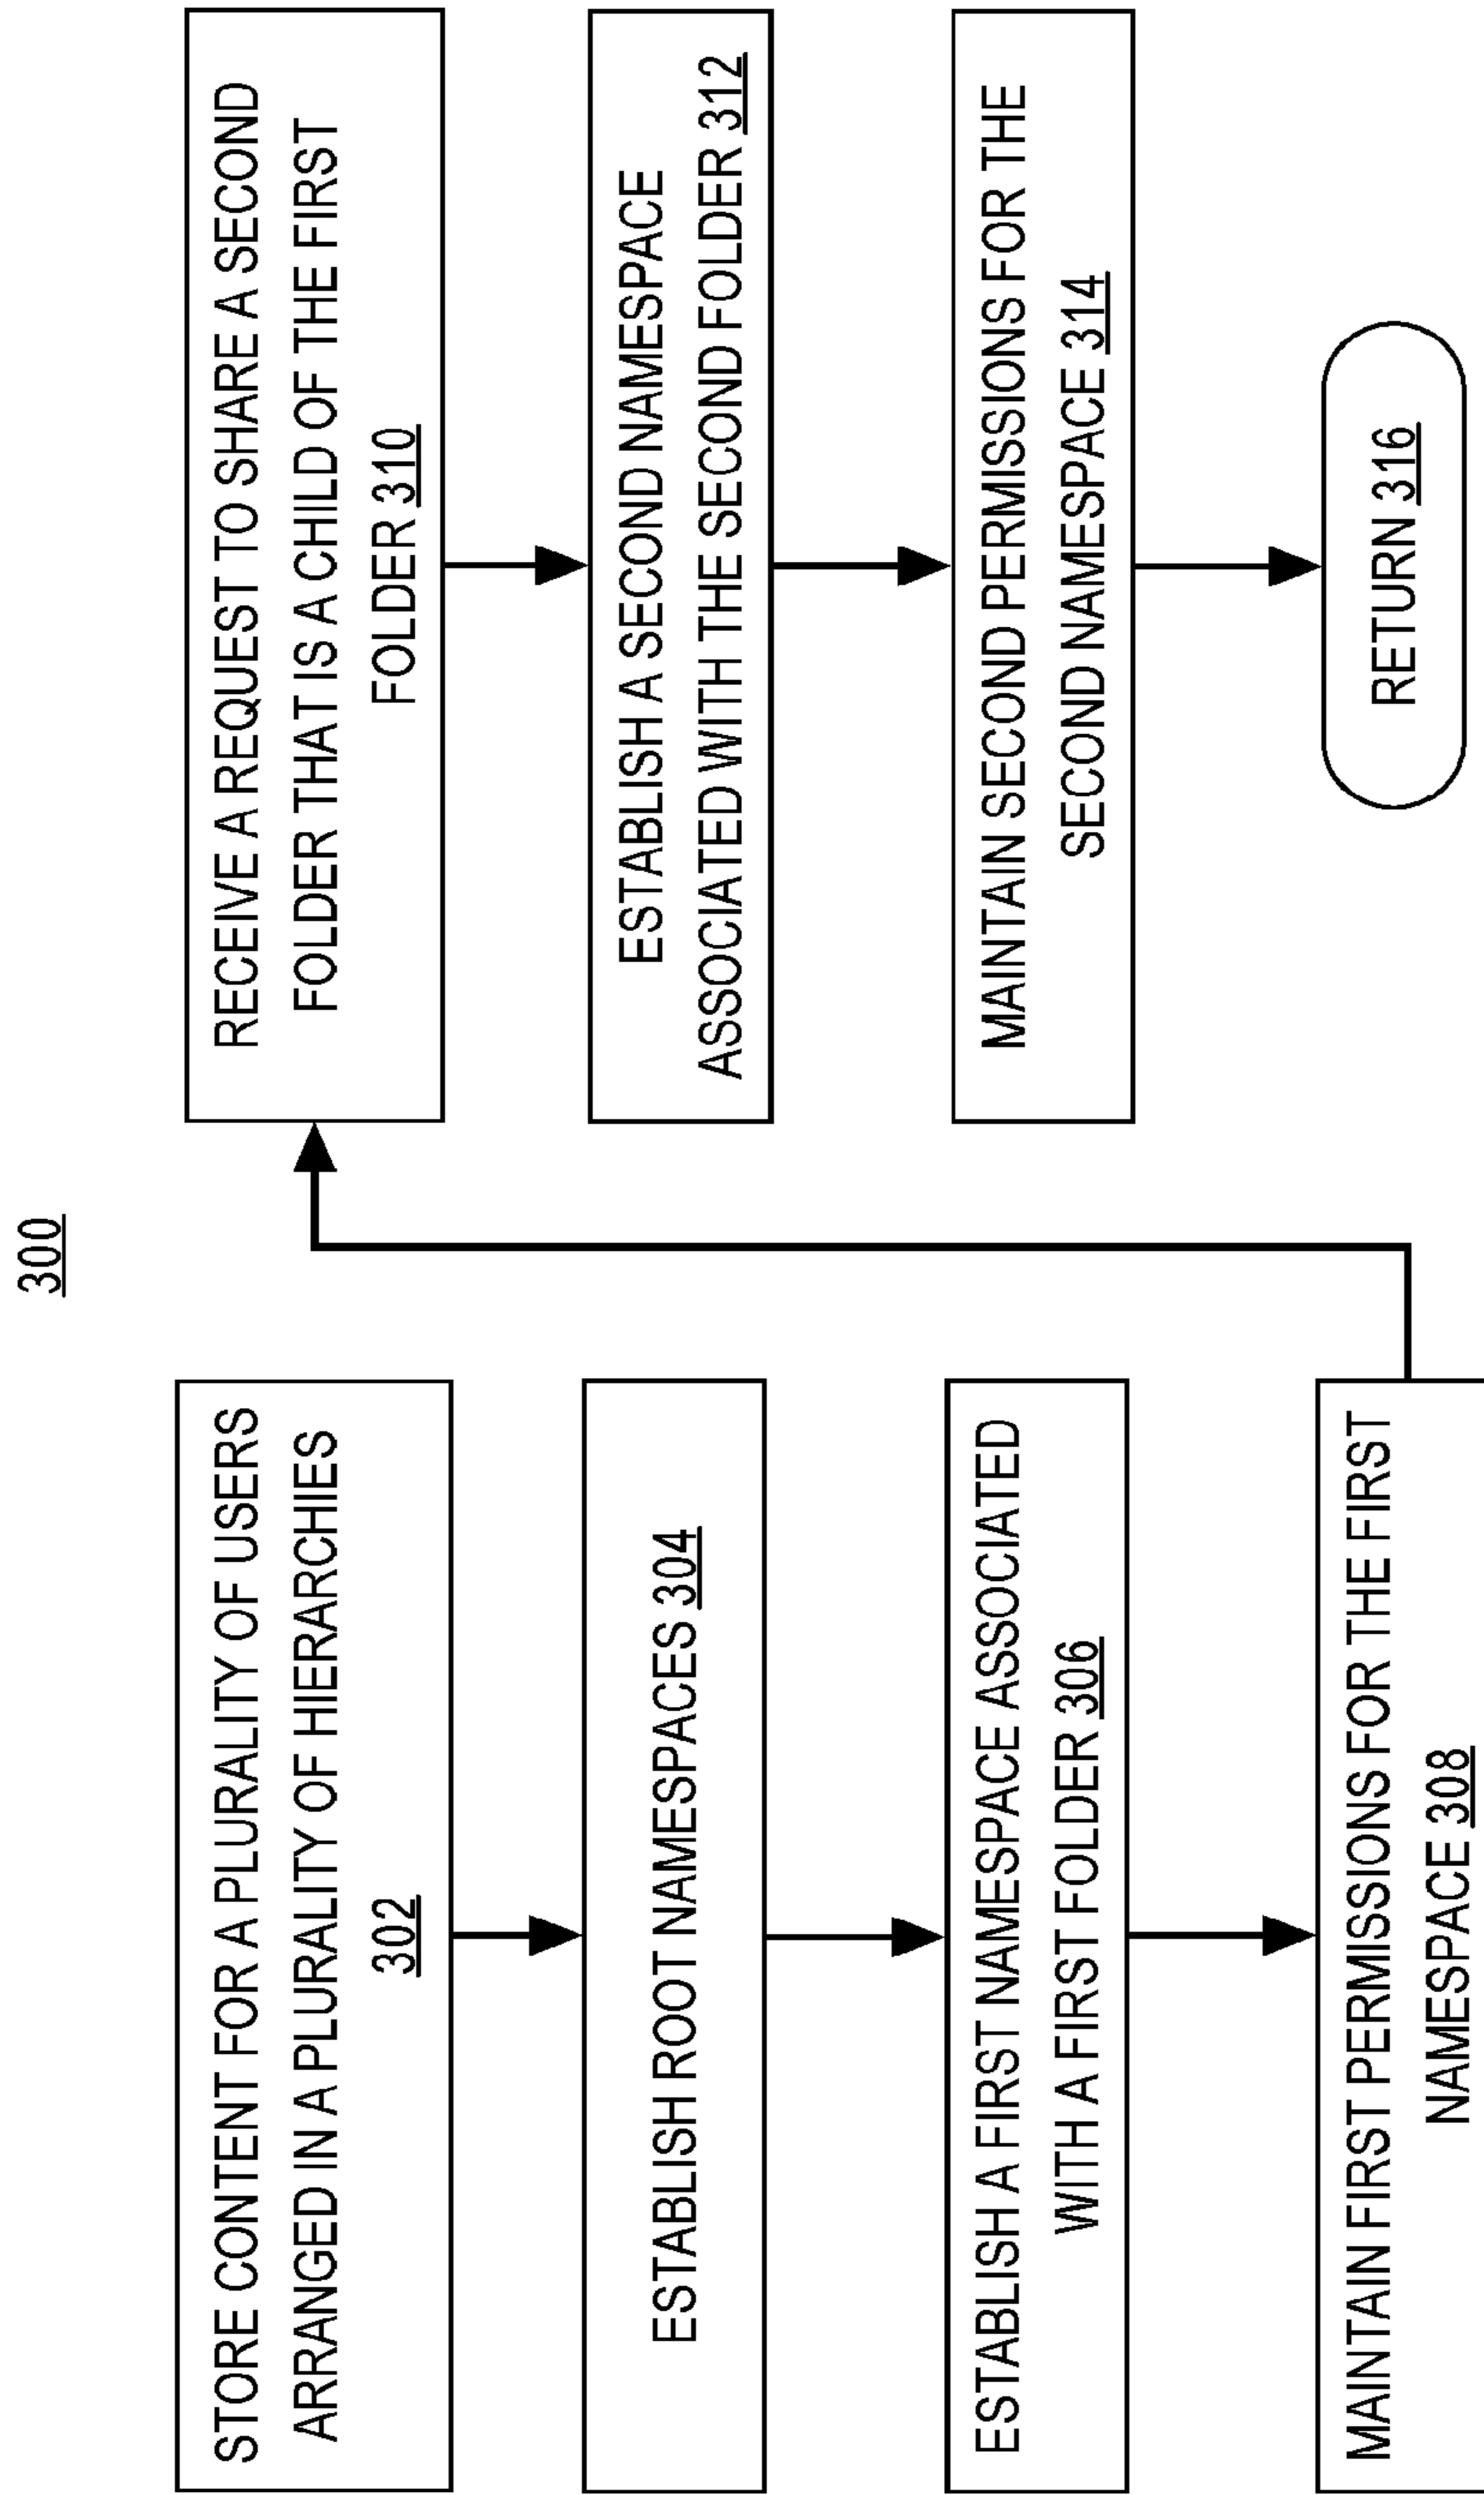 300
STORE CONTENT FOR A PLURALITY OF USERS
ARRANGED IN A PLURALITY OF HIERARCHIES
302
ESTABLISH ROOT NAMESPACES 304
ESTABLISH A FIRST NAMESPACE ASSOCIATED
WITH A FIRST FOLDER 306
MAINTAIN FIRST PERMISSIONS FOR THE FIRST
NAMESPACE 308
RECEIVE A REQUEST TO SHARE A SECOND
FOLDER THAT IS A CHILD OF THE FIRST
FOLDER 310
ESTABLISH A SECOND NAMESPACE
ASSOCIATED WITH THE SECOND FOLDER 312
MAINTAIN SECOND PERMISSIONS FOR THE
SECOND NAMESPACE 314
RETURN 316